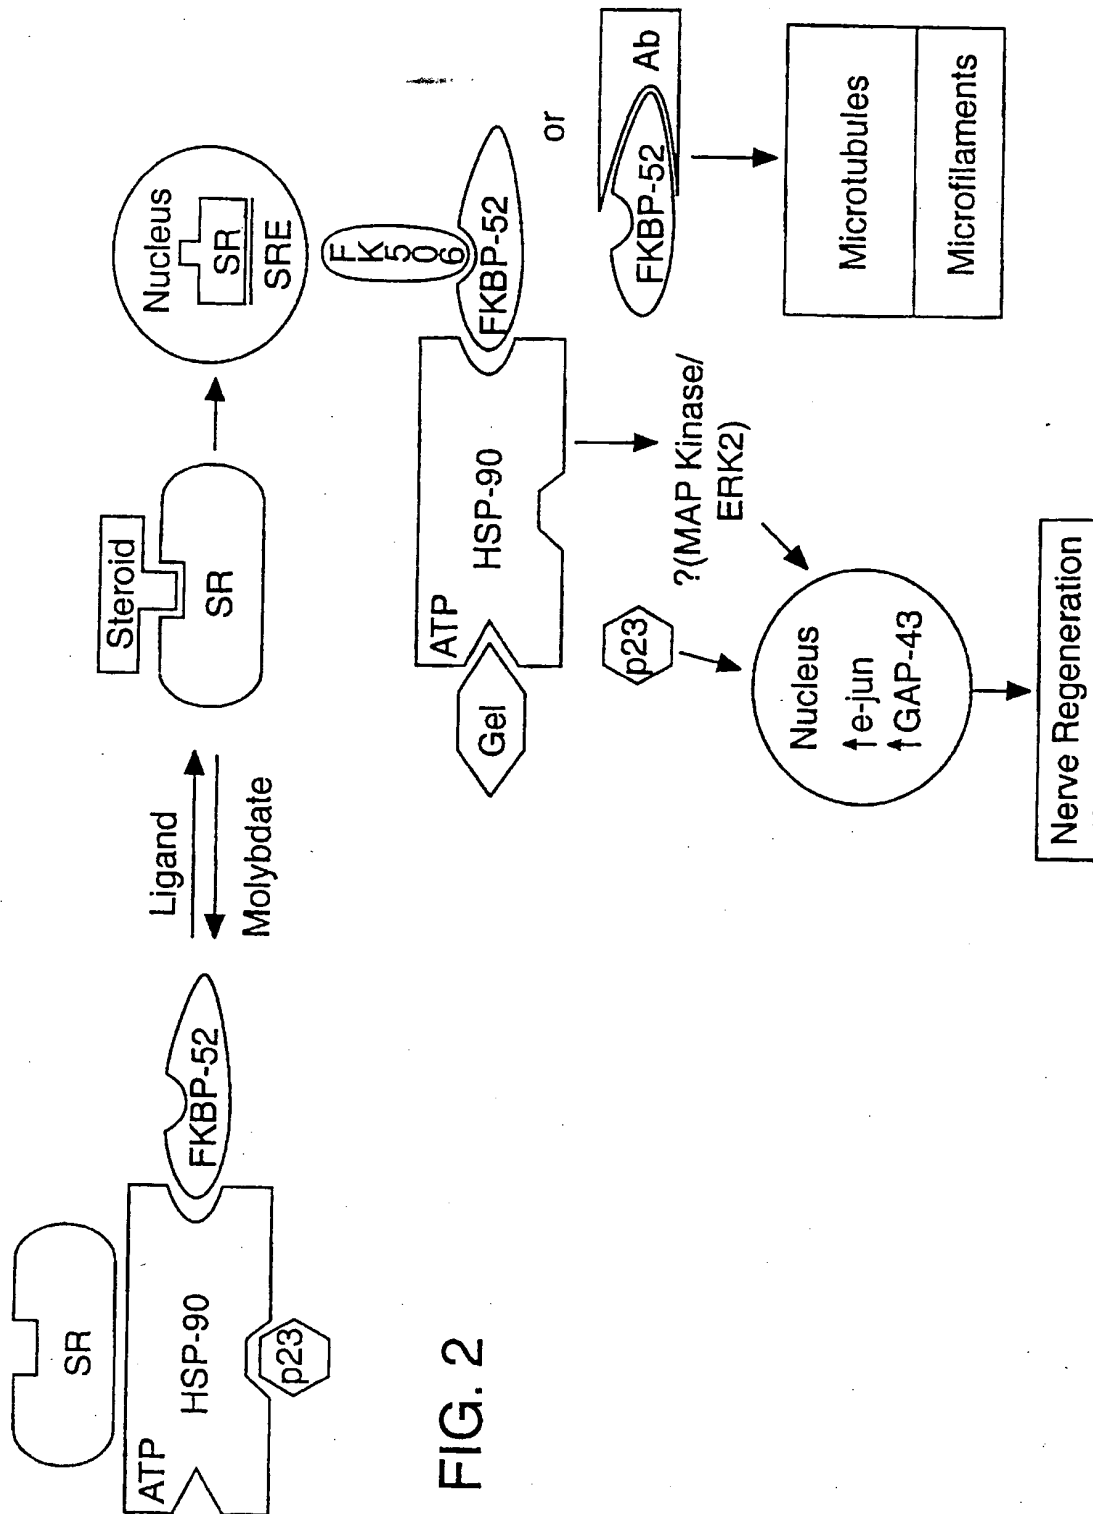 SR
ATP
HSP-90
p23
FKBP-52
Ligand
Molybdate
Steroid
SR
Nucleus
SR
SRE
FK506
FKBP-52
ATP
HSP-90
Gel
or
FKBP-52
Ab
p23
?(MAP Kinase/
ERK2)
Nucleus
↑e-jun
↑GAP-43
Nerve Regeneration
Microtubules
Microfilaments
FIG. 2